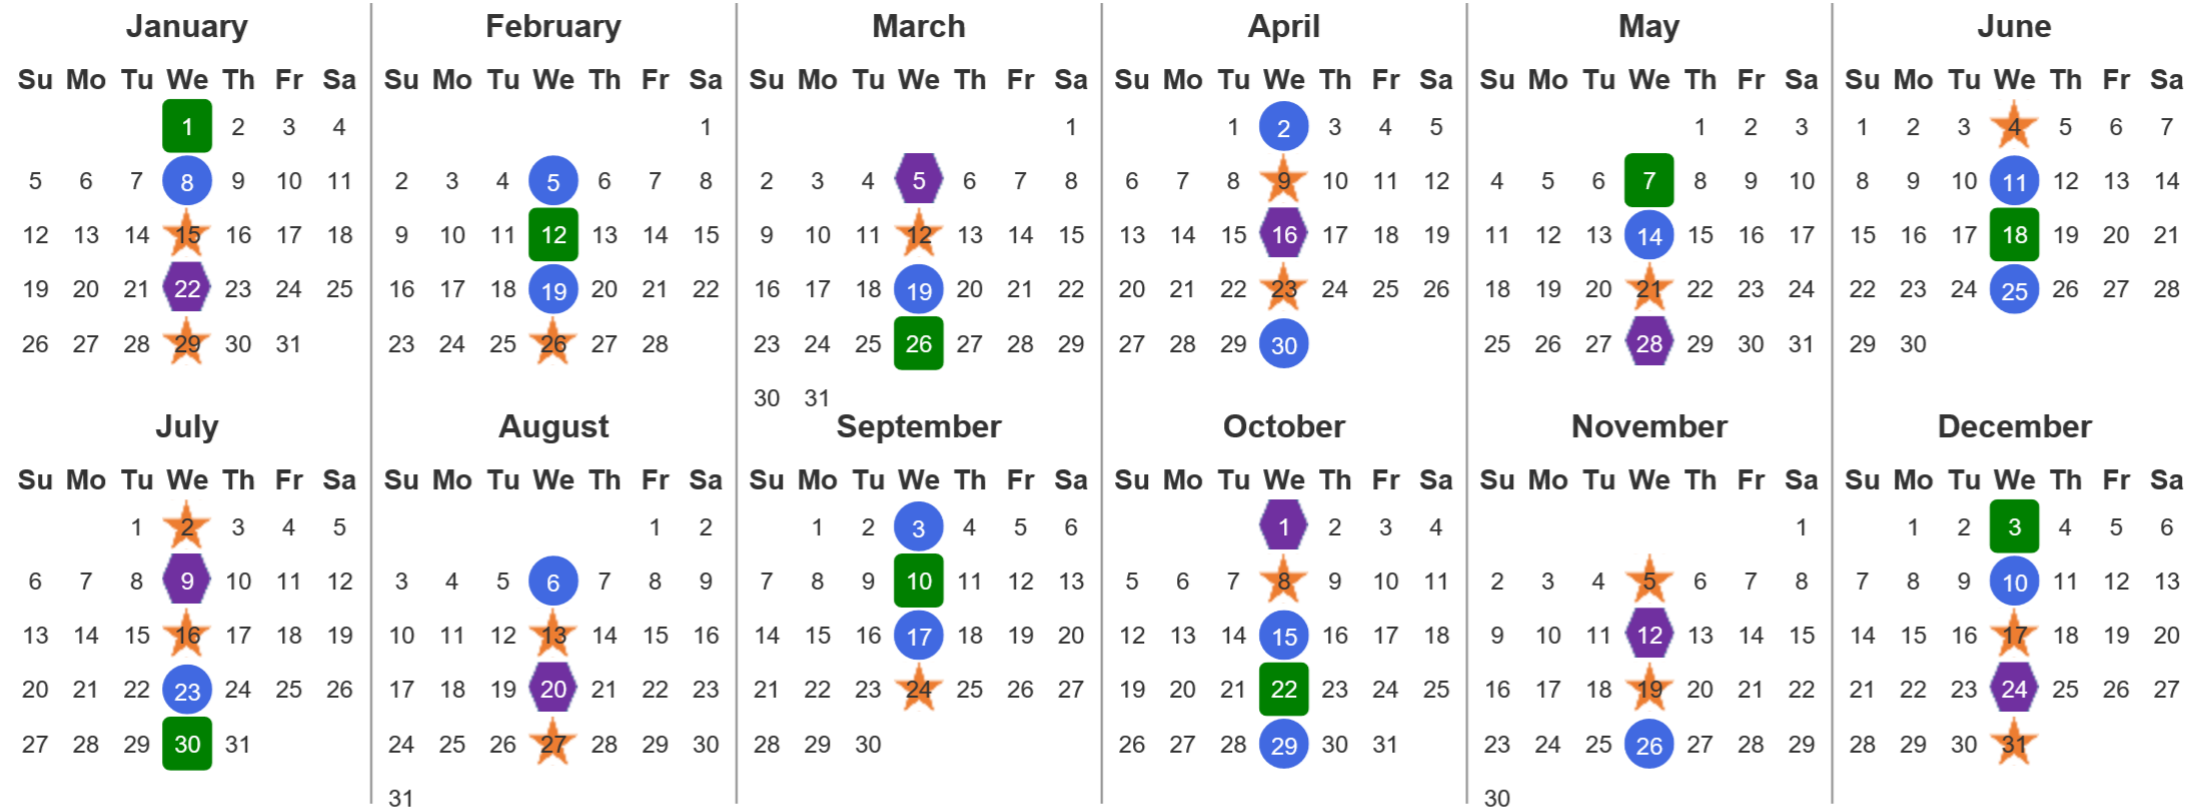 January February March April May June
Su Mo Tu We Th Fr Sa Su Mo Tu We Th Fr Sa Su Mo Tu We Th Fr Sa Su Mo Tu We Th Fr Sa Su Mo Tu We Th Fr Sa Su Mo Tu We Th Fr Sa
1 2 3 4 1 1 1 2 3 4 5 1 2 3 1 2 3 4 5 6 7
5 6 7 8 9 10 11 2 3 4 5 6 7 8 2 3 4 5 6 7 8 6 7 8 9 10 11 12 4 5 6 7 8 9 10 8 9 10 11 12 13 14
12 13 14 15 16 17 18 9 10 11 12 13 14 15 9 10 11 12 13 14 15 13 14 15 16 17 18 19 11 12 13 14 15 16 17 15 16 17 18 19 20 21
19 20 21 22 23 24 25 16 17 18 19 20 21 22 16 17 18 19 20 21 22 20 21 22 23 24 25 26 18 19 20 21 22 23 24 22 23 24 25 26 27 28
26 27 28 29 30 31 23 24 25 26 27 28 23 24 25 26 27 28 29 27 28 29 30 25 26 27 28 29 30 31 29 30
30 31
July August September October November December
Su Mo Tu We Th Fr Sa Su Mo Tu We Th Fr Sa Su Mo Tu We Th Fr Sa Su Mo Tu We Th Fr Sa Su Mo Tu We Th Fr Sa Su Mo Tu We Th Fr Sa
1 2 3 4 5 1 2 1 2 3 4 5 6 1 2 3 4 1 1 2 3 4 5 6
6 7 8 9 10 11 12 3 4 5 6 7 8 9 7 8 9 10 11 12 13 5 6 7 8 9 10 11 2 3 4 5 6 7 8 7 8 9 10 11 12 13
13 14 15 16 17 18 19 10 11 12 13 14 15 16 14 15 16 17 18 19 20 12 13 14 15 16 17 18 9 10 11 12 13 14 15 14 15 16 17 18 19 20
20 21 22 23 24 25 26 17 18 19 20 21 22 23 21 22 23 24 25 26 27 19 20 21 22 23 24 25 16 17 18 19 20 21 22 21 22 23 24 25 26 27
27 28 29 30 31 24 25 26 27 28 29 30 28 29 30 26 27 28 29 30 31 23 24 25 26 27 28 29 28 29 30 31
31 30